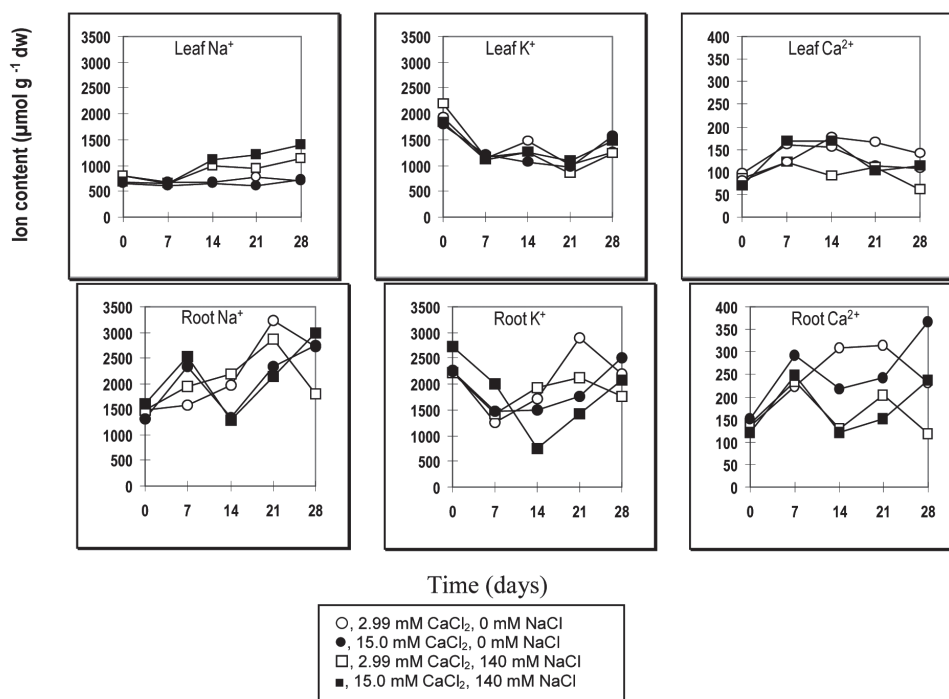 Ion content (µmol g ⁻¹ dw)
Leaf Na⁺
3500
3000
2500
2000
1500
1000
500
0
0 7 14 21 28
Leaf K⁺
3500
3000
2500
2000
1500
1000
500
0
0 7 14 21 28
Leaf Ca²⁺
400
350
300
250
200
150
100
50
0
0 7 14 21 28
Root Na⁺
3500
3000
2500
2000
1500
1000
500
0
0 7 14 21 28
Root K⁺
3500
3000
2500
2000
1500
1000
500
0
0 7 14 21 28
Root Ca²⁺
400
350
300
250
200
150
100
50
0
0 7 14 21 28
Time (days)
, 2.99 mM CaCl₂, 0 mM NaCl
, 15.0 mM CaCl₂, 0 mM NaCl
, 2.99 mM CaCl₂, 140 mM NaCl
, 15.0 mM CaCl₂, 140 mM NaCl